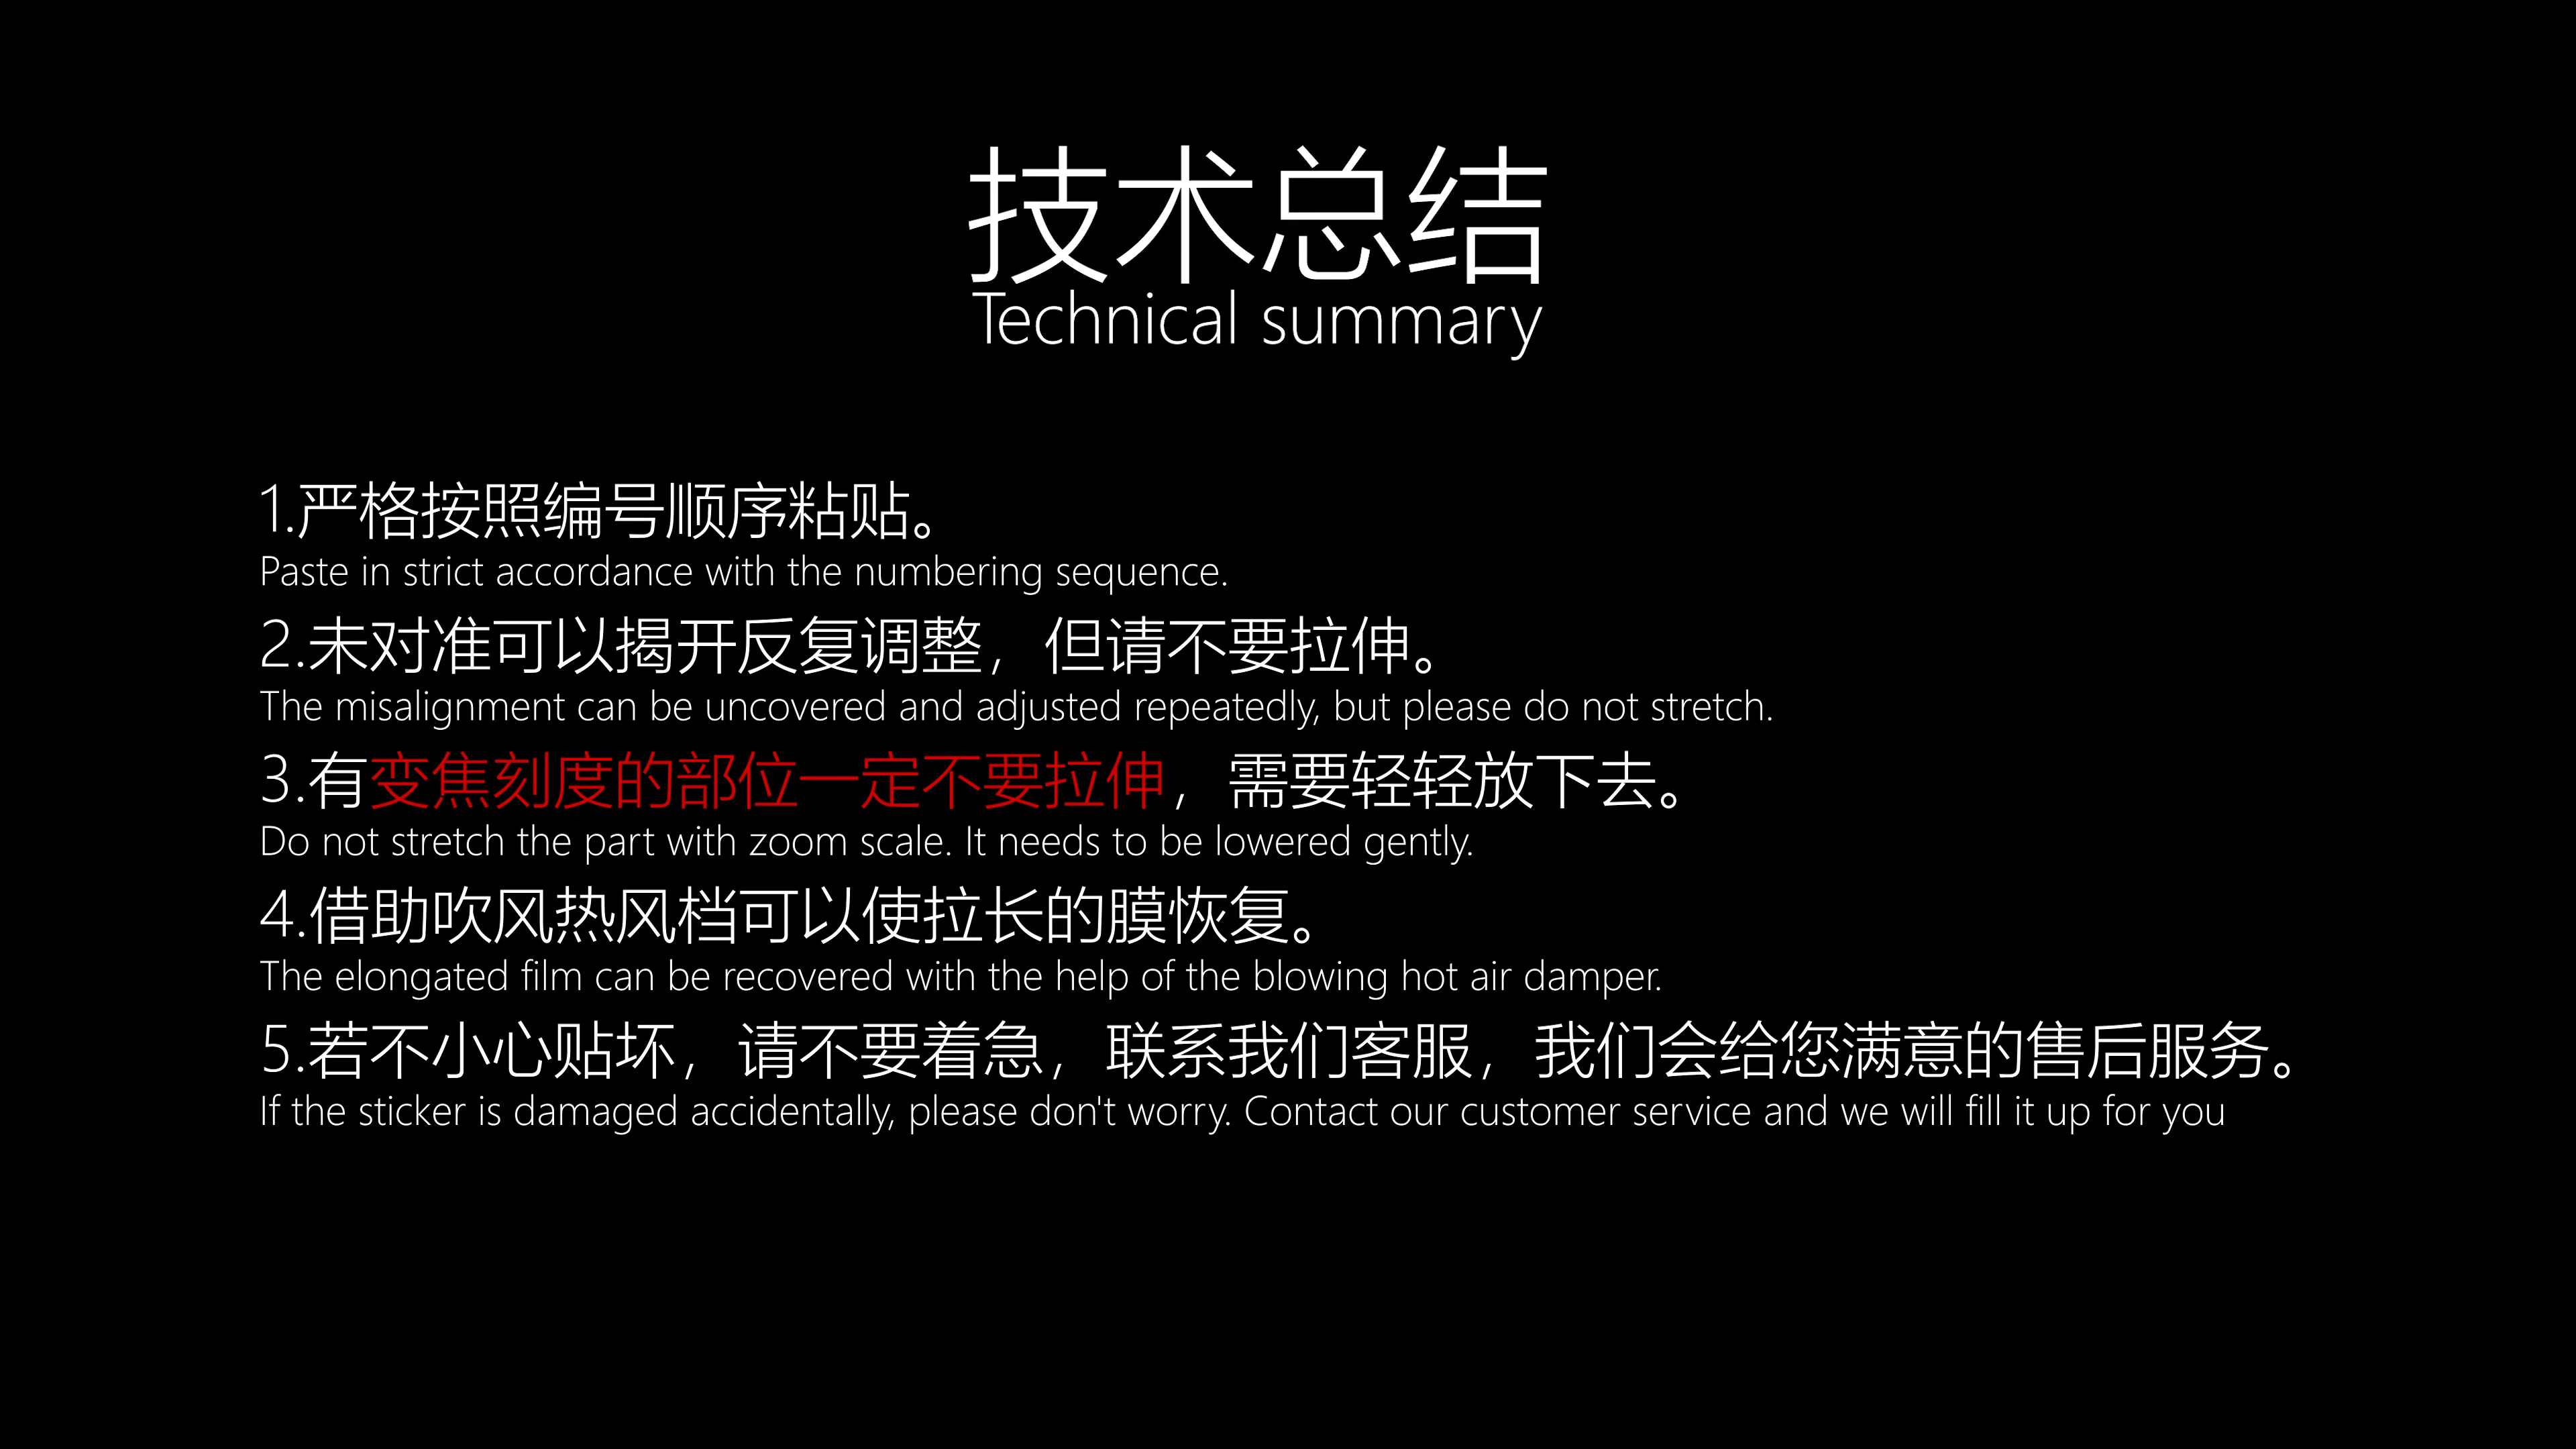 技术总结
Technical summary
1.严格按照编号顺序粘贴。
Paste in strict accordance with the numbering sequence.
2.未对准可以揭开反复调整，但请不要拉伸。
The misalignment can be uncovered and adjusted repeatedly, but please do not stretch.
3.有变焦刻度的部位一定不要拉伸，需要轻轻放下去。
Do not stretch the part with zoom scale. It needs to be lowered gently.
4.借助吹风热风档可以使拉长的膜恢复。
The elongated film can be recovered with the help of the blowing hot air damper.
5.若不小心贴坏，请不要着急，联系我们客服，我们会给您满意的售后服务。
If the sticker is damaged accidentally, please don't worry. Contact our customer service and we will fill it up for you